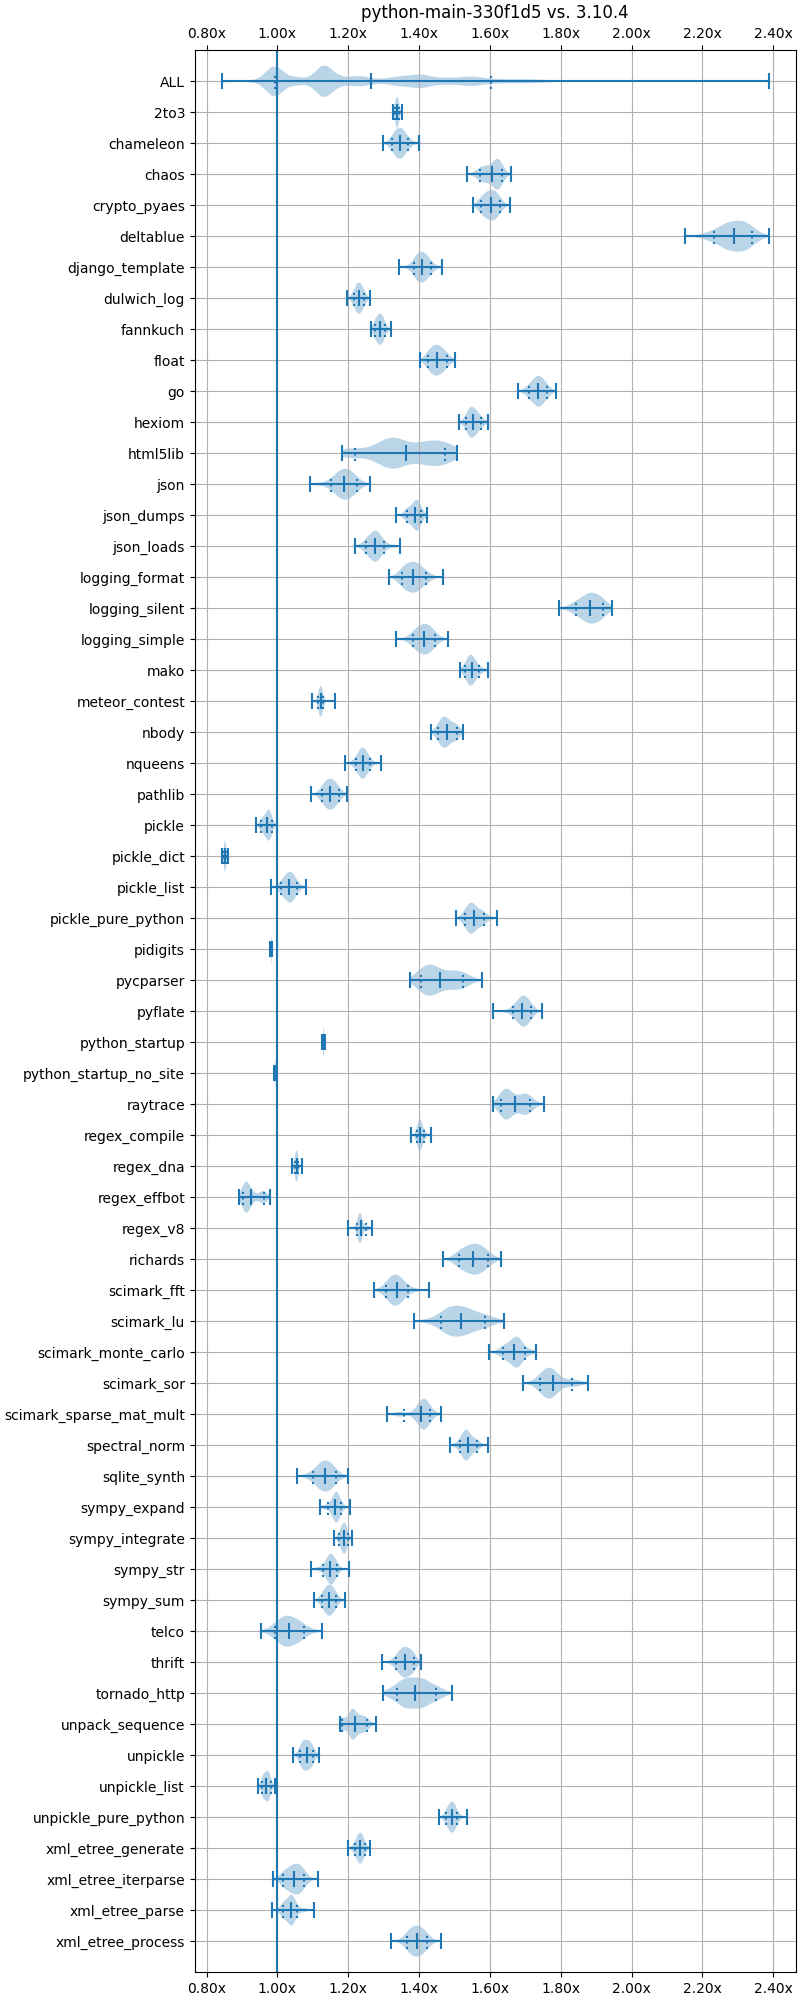 python-main-330f1d5 vs. 3.10.4
0.80x 1.00x 1.20x 1.40x 1.60x 1.80x 2.00x 2.20x 2.40x
ALL
2to3
chameleon
chaos
crypto_pyaes
deltablue
django_template
dulwich_log
fannkuch
float
go
hexiom
html5lib
json
json_dumps
json_loads
logging_format
logging_silent
logging_simple
mako
meteor_contest
nbody
nqueens
pathlib
pickle
pickle_dict
pickle_list
pickle_pure_python
pidigits
pycparser
pyflate
python_startup
python_startup_no_site
raytrace
regex_compile
regex_dna
regex_effbot
regex_v8
richards
scimark_fft
scimark_lu
scimark_monte_carlo
scimark_sor
scimark_sparse_mat_mult
spectral_norm
sqlite_synth
sympy_expand
sympy_integrate
sympy_str
sympy_sum
telco
thrift
tornado_http
unpack_sequence
unpickle
unpickle_list
unpickle_pure_python
xml_etree_generate
xml_etree_iterparse
xml_etree_parse
xml_etree_process
0.80x 1.00x 1.20x 1.40x 1.60x 1.80x 2.00x 2.20x 2.40x